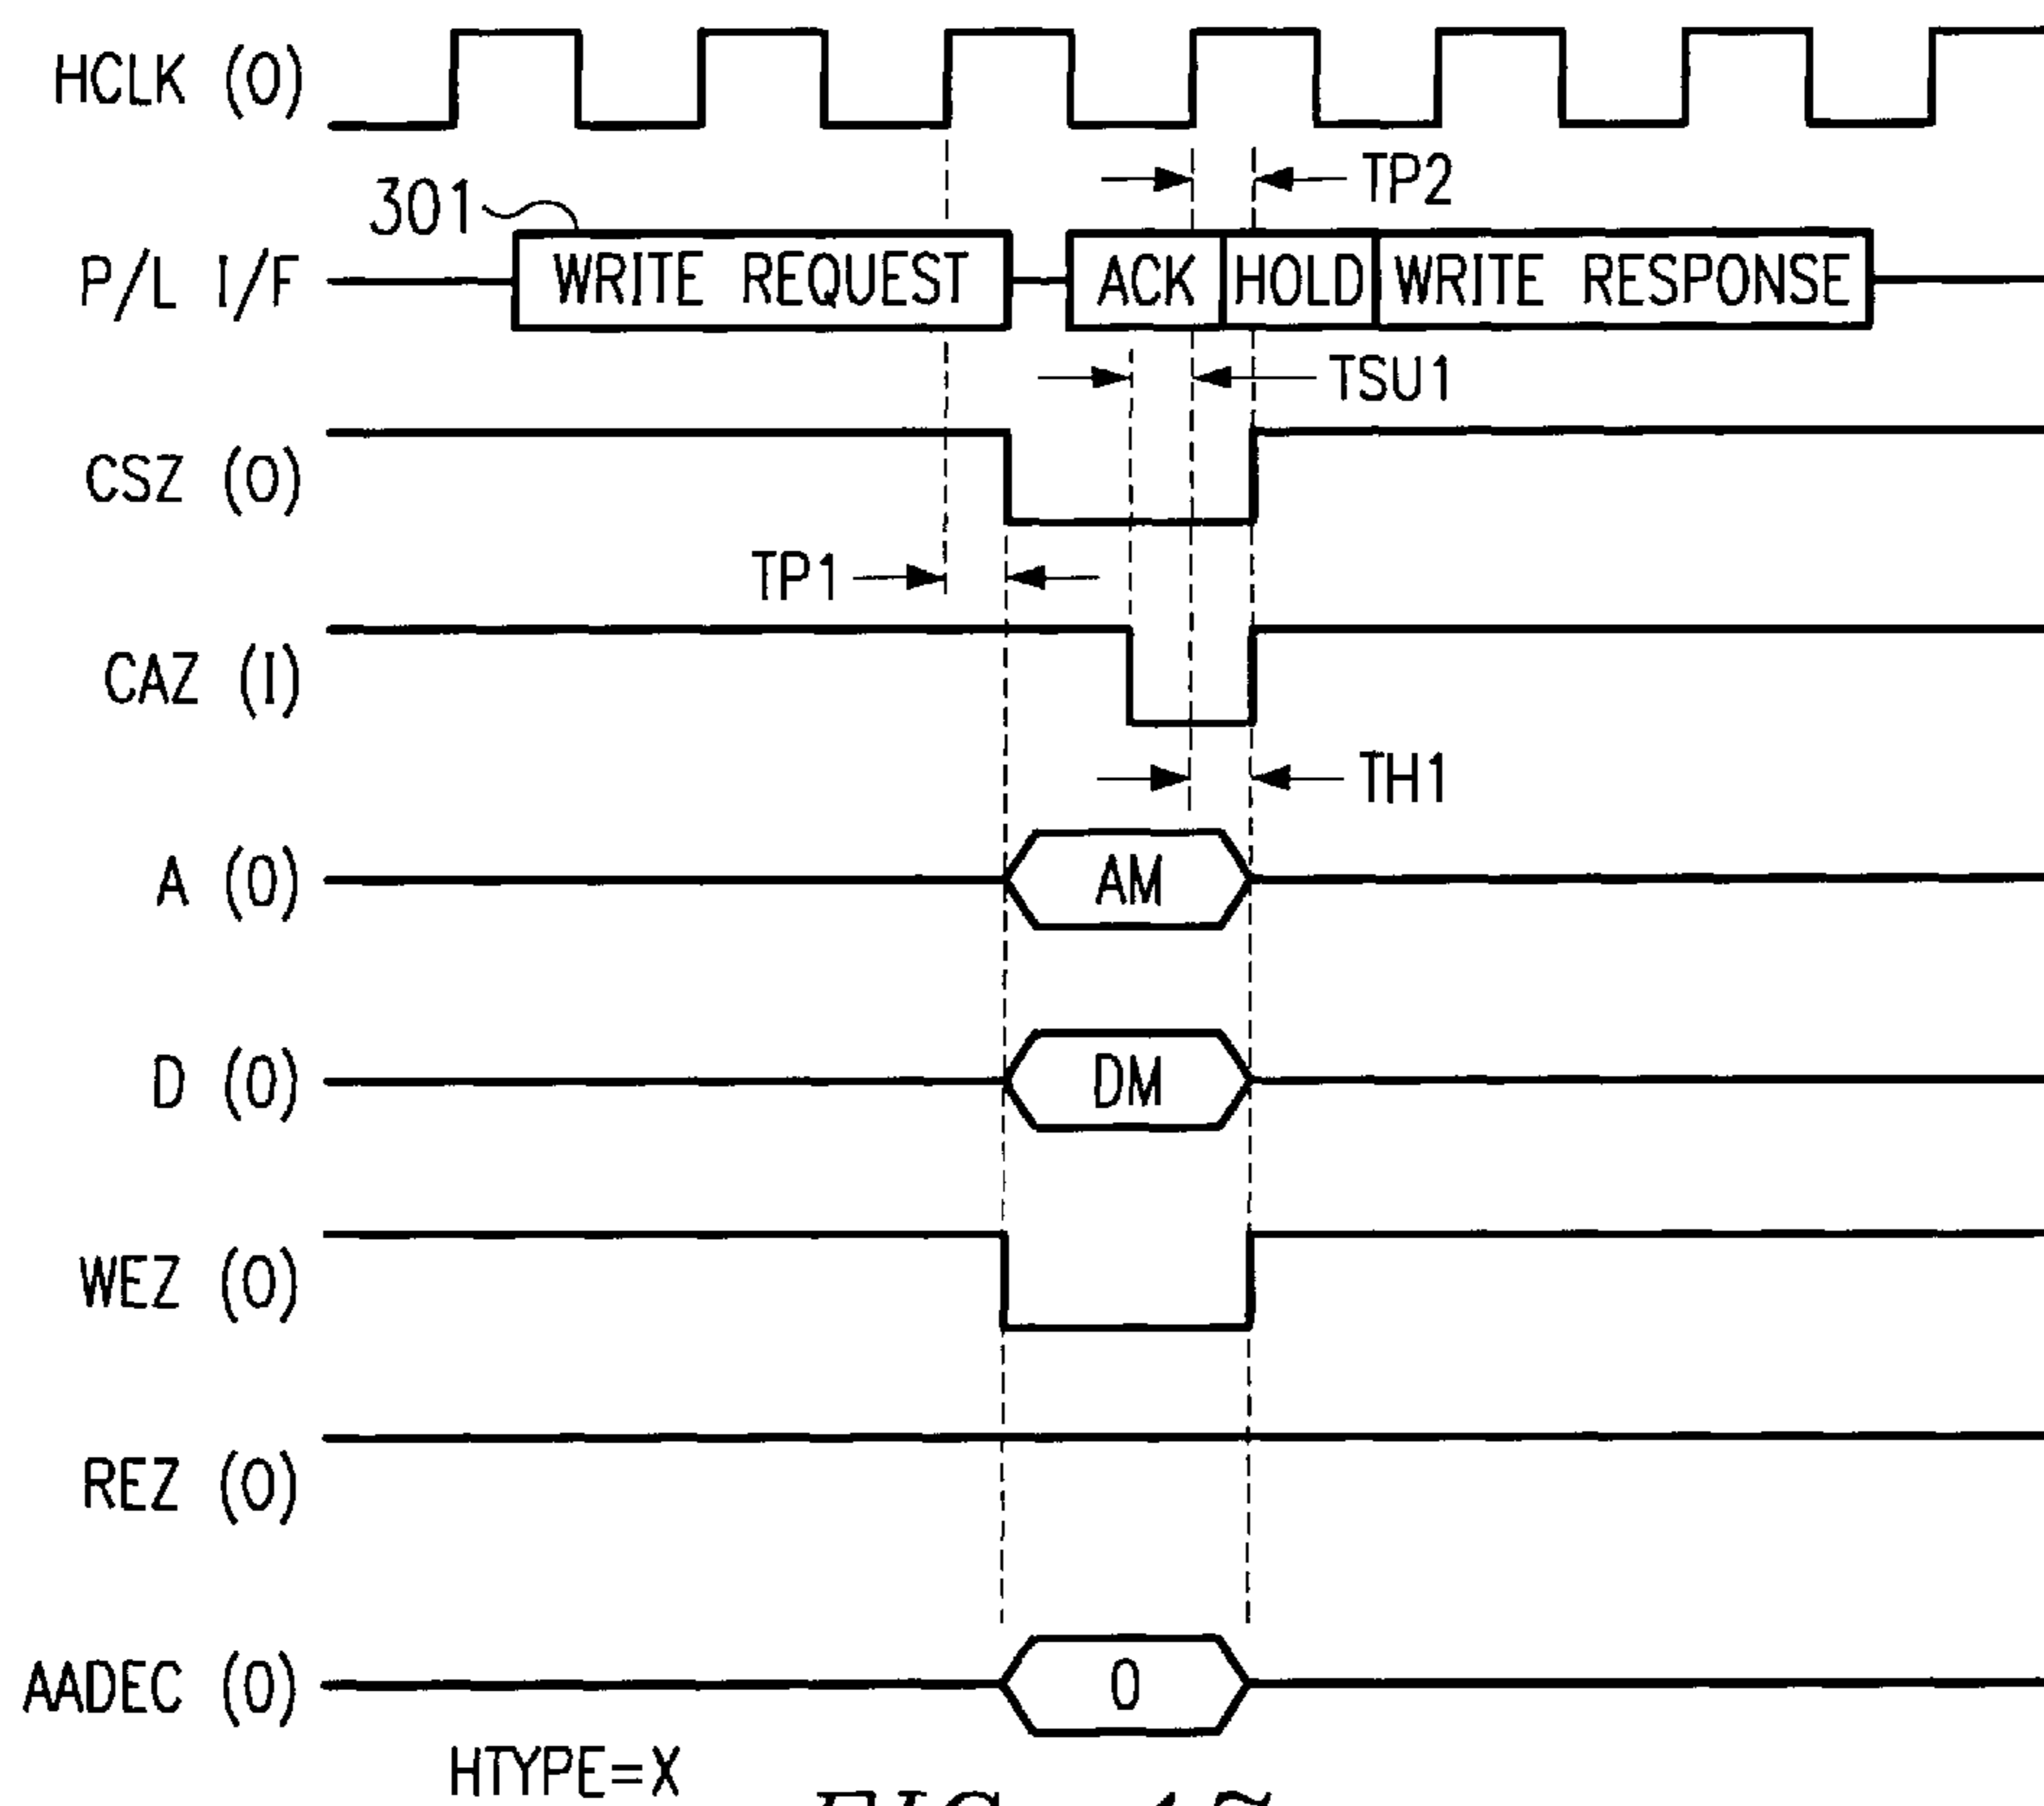 HCLK (O)
TP2
301
P/L I/F
WRITE REQUEST ACK HOLD WRITE RESPONSE
TSU1
CSZ (O)
TP1
CAZ (I)
TH1
A (O)
AM
D (O)
DM
WEZ (O)
REZ (O)
AADEC (O)
0
HTYPE=X